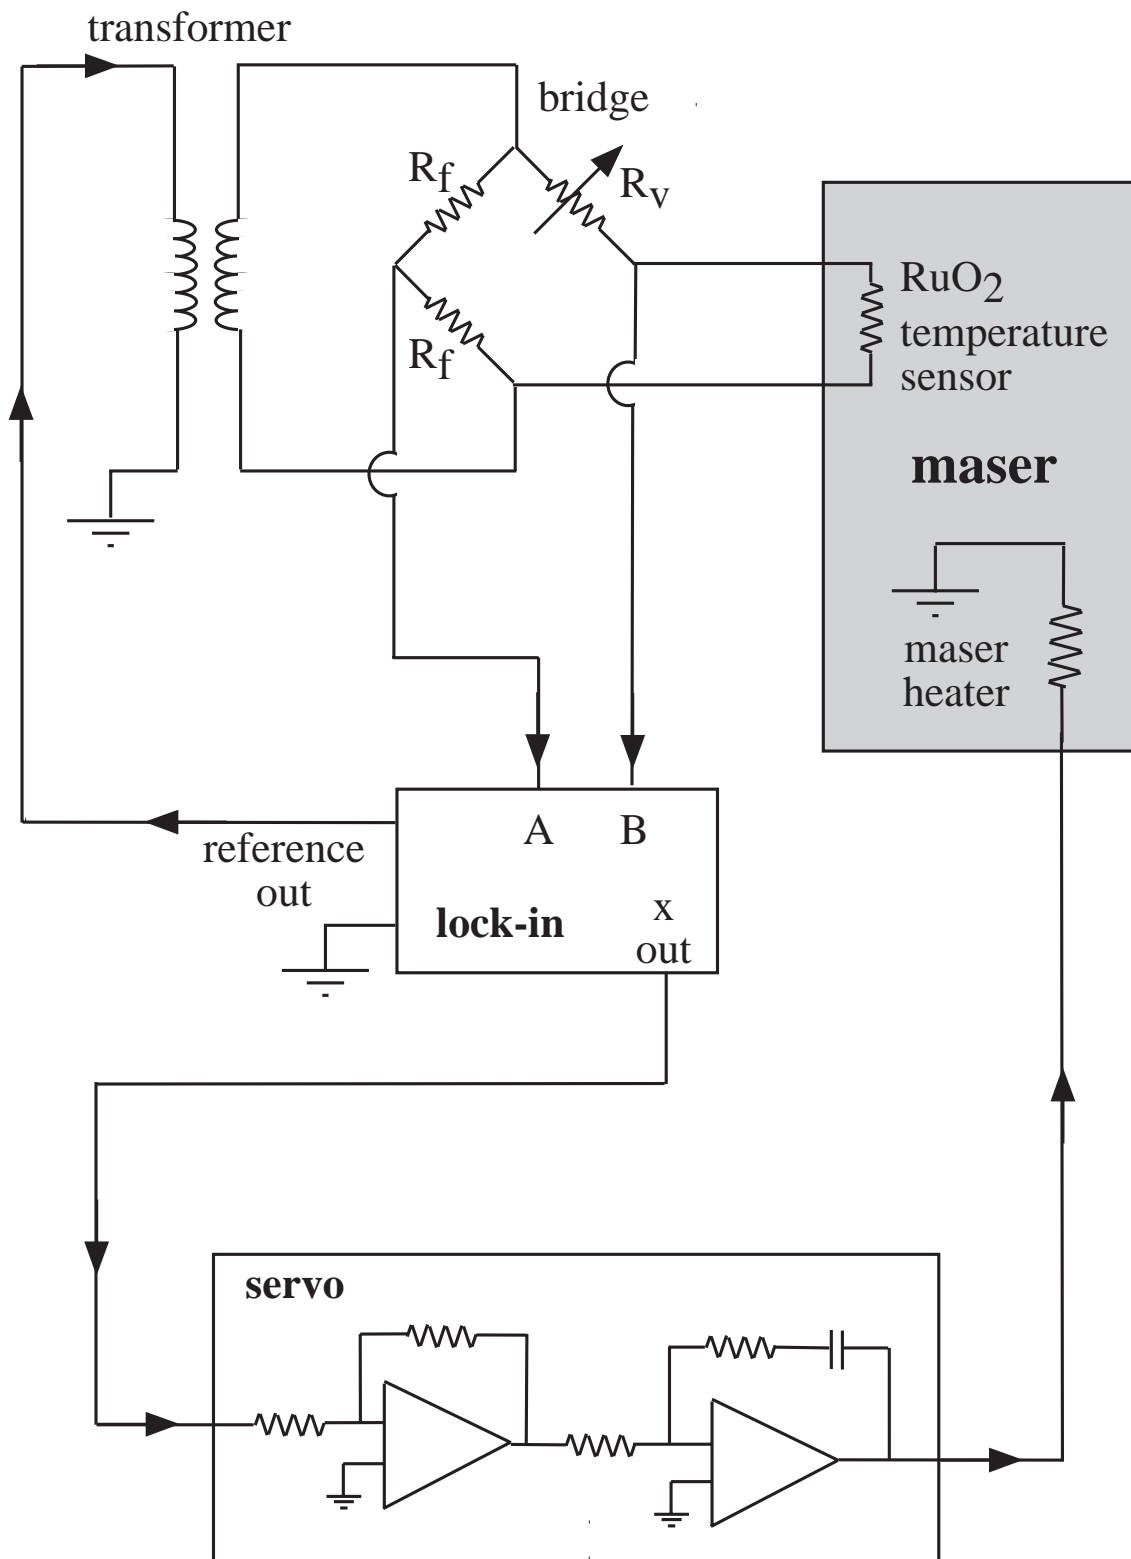 transformer
bridge
Rf
Rv
Rf
RuO2
temperature
sensor
maser
maser
heater
A
B
reference
out
lock-in
x
out
servo